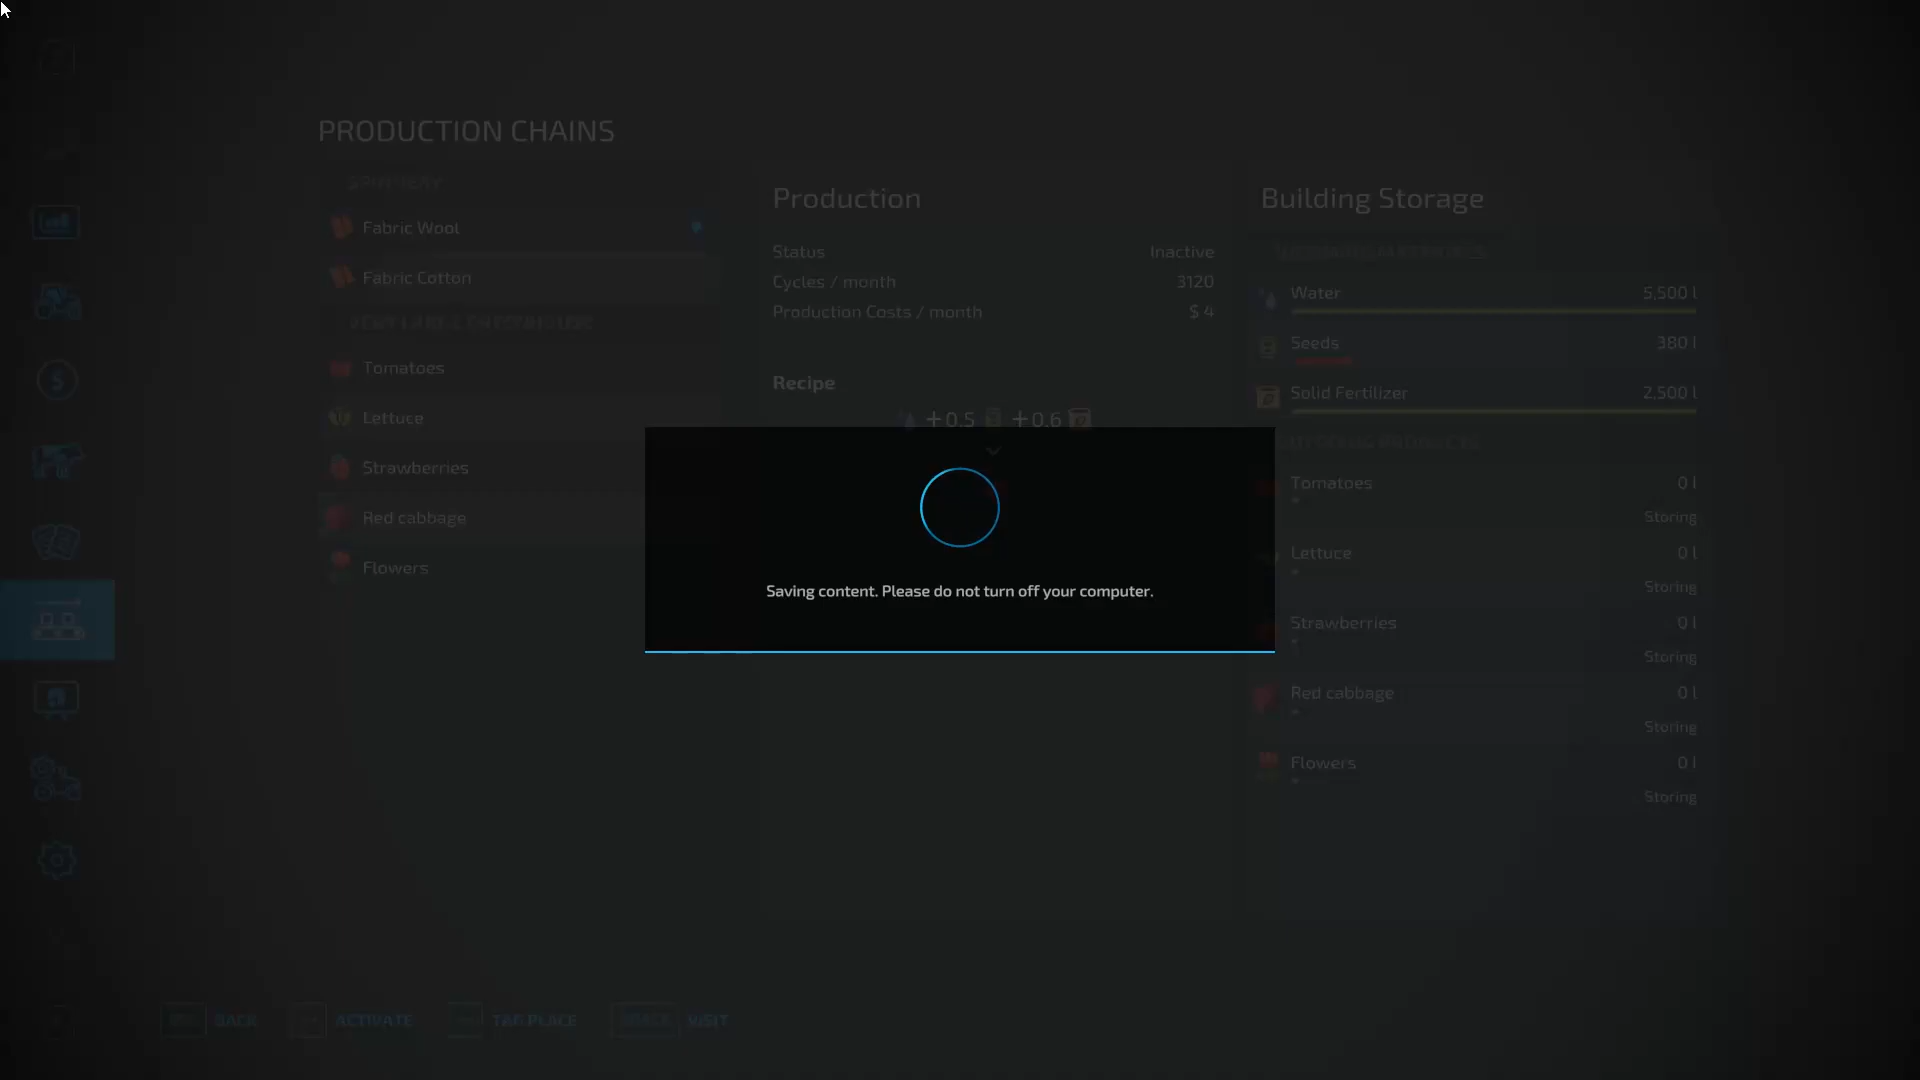 PRODUCTION CHAINS
SPINNERY
Fabric Wool
Fabric Cotton
Tomatoes
Lettuce
Strawberries
Red cabbage
Flowers
Production
Status Inactive
Cycles / month 3120
Production Costs / month $ 4
Recipe
+0.5 +0.6
Saving content. Please do not turn off your computer.
Building Storage
Water 5,500 l
Seeds 380 l
Solid Fertilizer 2,500 l
Tomatoes 0 l
Storing
Lettuce 0 l
Storing
Strawberries 0 l
Storing
Red cabbage 0 l
Storing
Flowers 0 l
Storing
BACK ACTIVATE TAG PLACE SPACE VISIT